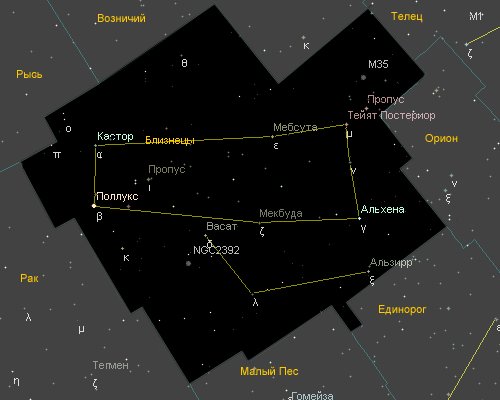 Возничий
Телец
M1
κ
ζ
θ
M35
Рысь
Пропус
Тейят Постериор
ο
Кастор
Близнецы
Мебсута
μ
Орион
π
α
ε
Пропус
ι
ν
ν
ξ
Поллукс
β
Мекбуда
Альхена
Васат
ζ
γ
δ
NGC2392
κ
Альзирр
ξ
Рак
λ
Единорог
λ
μ
ε
Тегмен
Малый Пес
η
ζ
Гомейза